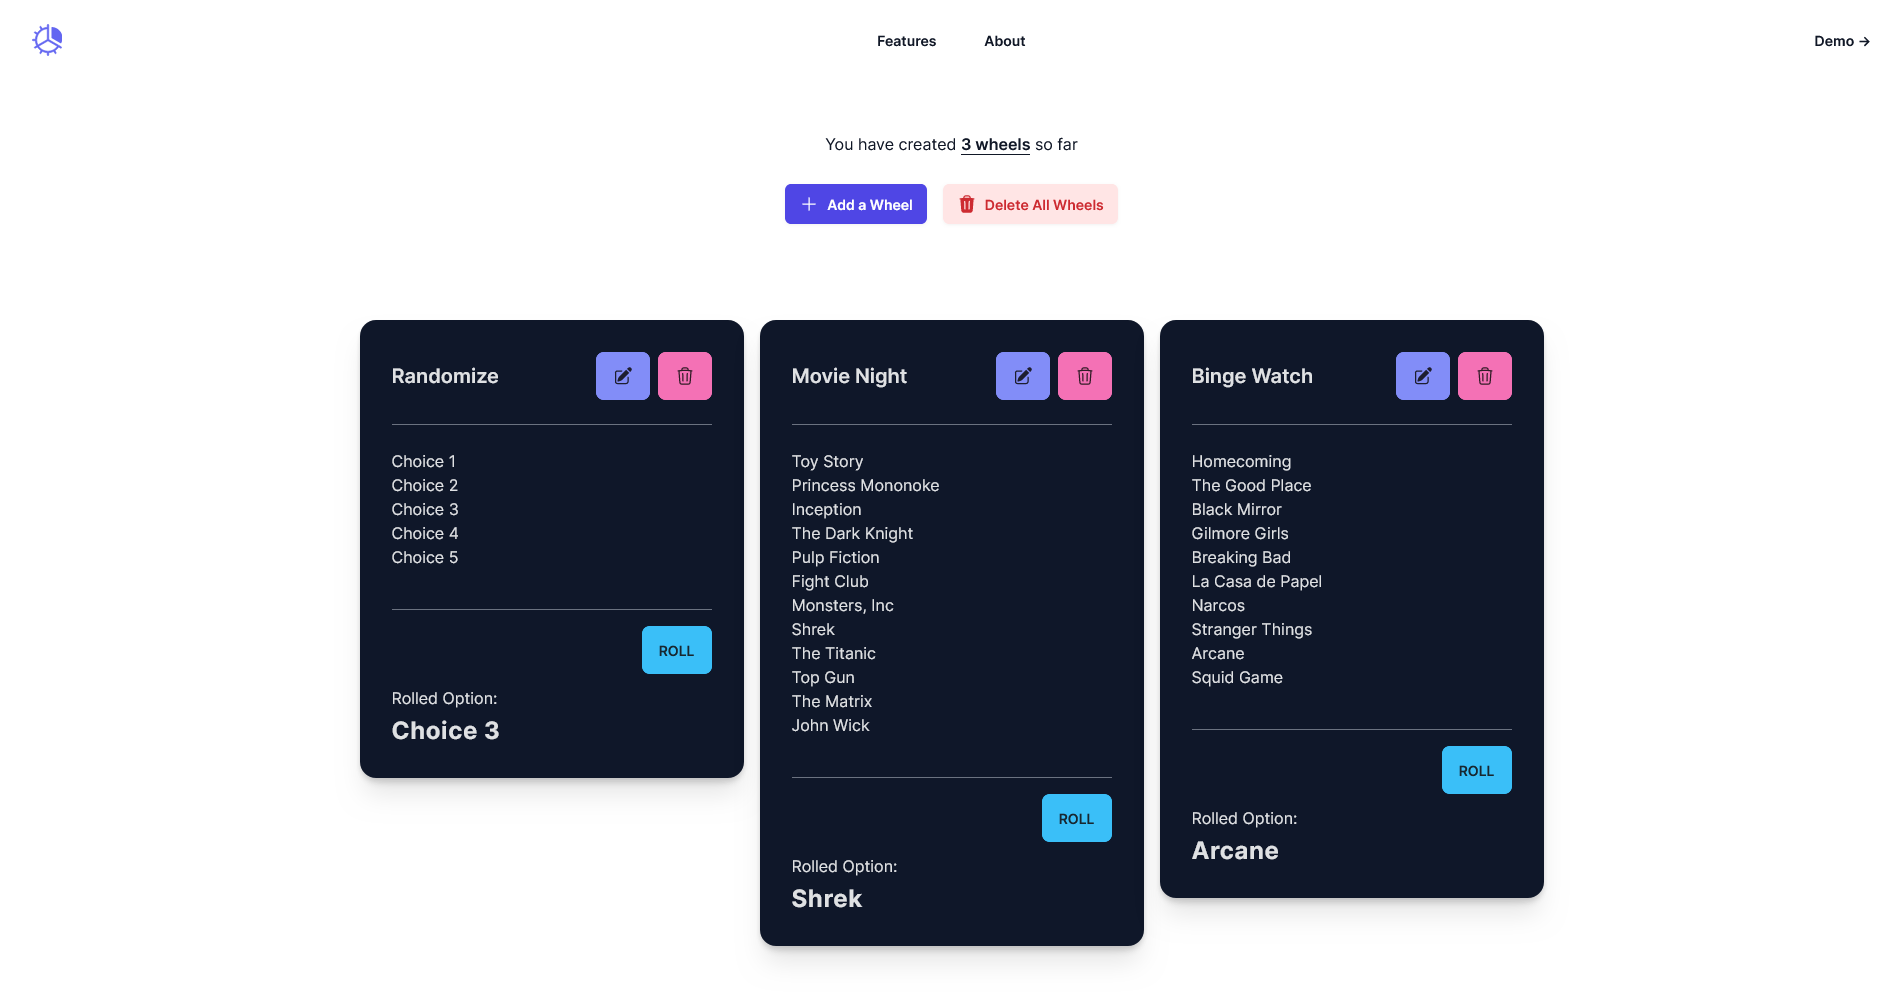 Features
About
Demo →
You have created 3 wheels so far
Add a Wheel
Delete All Wheels
Randomize
Choice 1
Choice 2
Choice 3
Choice 4
Choice 5
ROLL
Rolled Option:
Choice 3
Movie Night
Toy Story
Princess Mononoke
Inception
The Dark Knight
Pulp Fiction
Fight Club
Monsters, Inc
Shrek
The Titanic
Top Gun
The Matrix
John Wick
ROLL
Rolled Option:
Shrek
Binge Watch
Homecoming
The Good Place
Black Mirror
Gilmore Girls
Breaking Bad
La Casa de Papel
Narcos
Stranger Things
Arcane
Squid Game
ROLL
Rolled Option:
Arcane